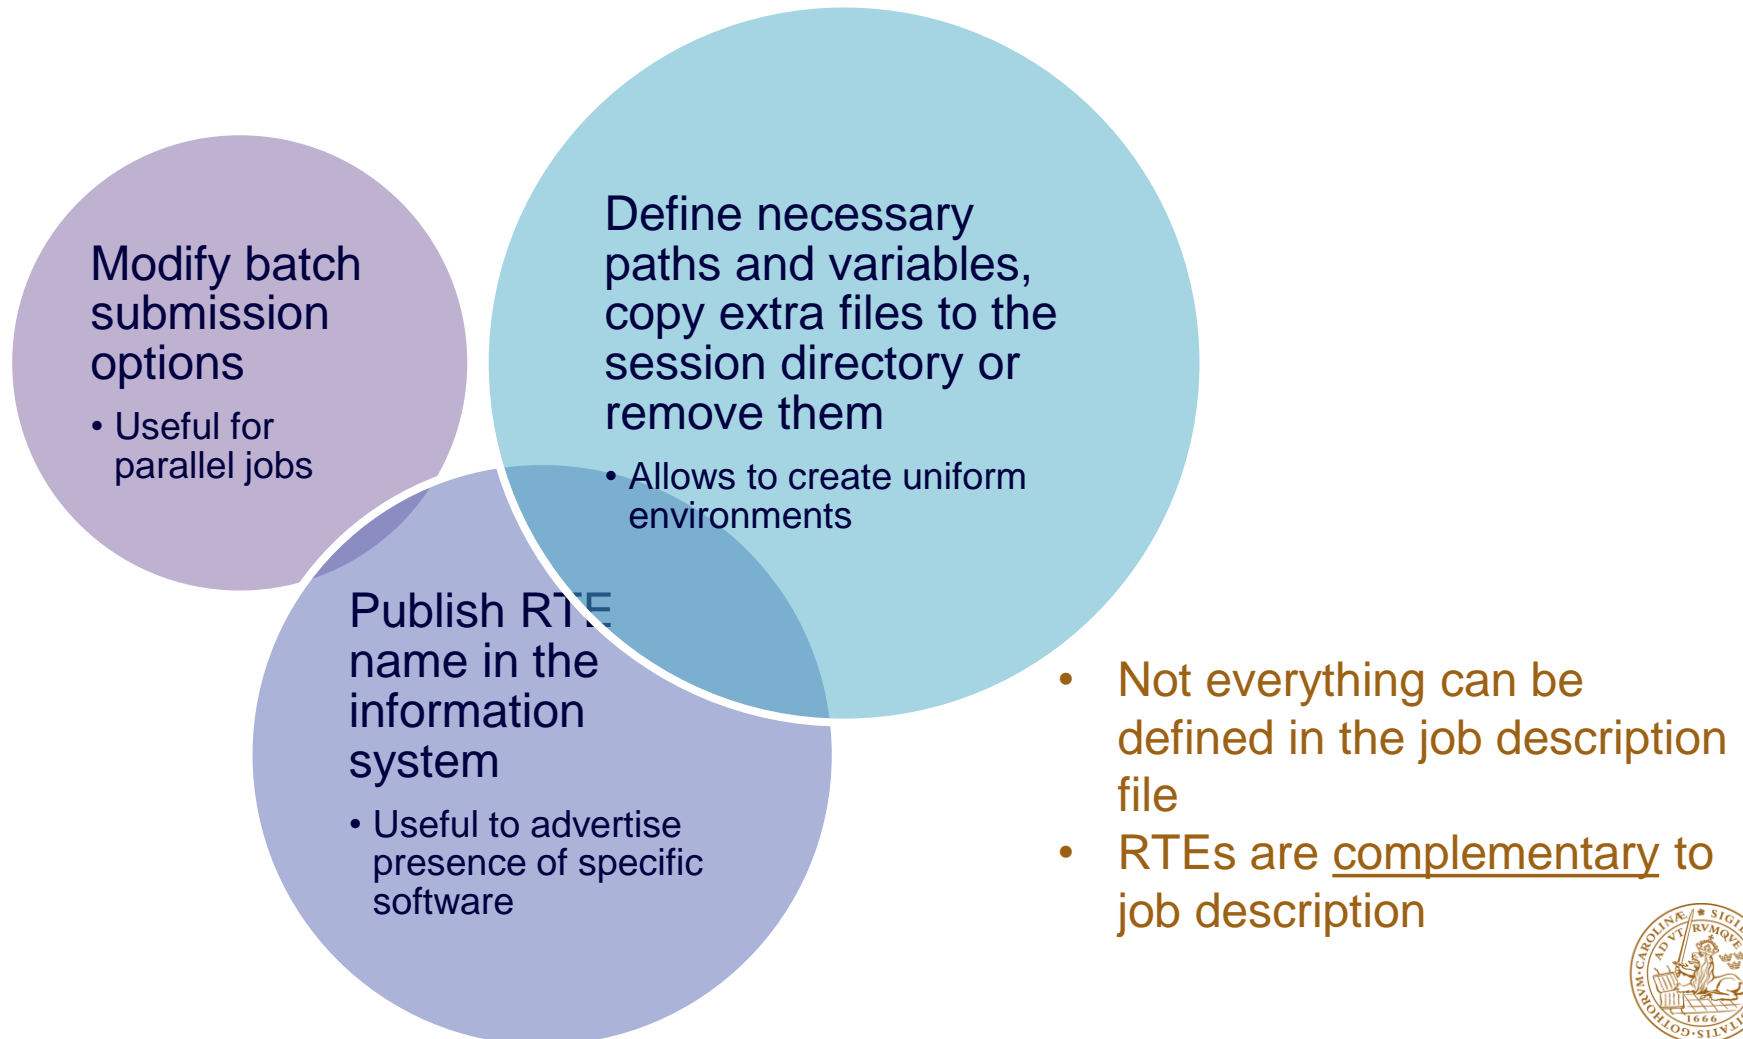 Modify batch
submission
options
• Useful for
parallel jobs
Define necessary
paths and variables,
copy extra files to the
session directory or
remove them
• Allows to create uniform
environments
Publish RTE
name in the
information
system
• Useful to advertise
presence of specific
software
• Not everything can be
defined in the job description
file
• RTEs are complementary to
job description
AD VTRVMQVE
1666